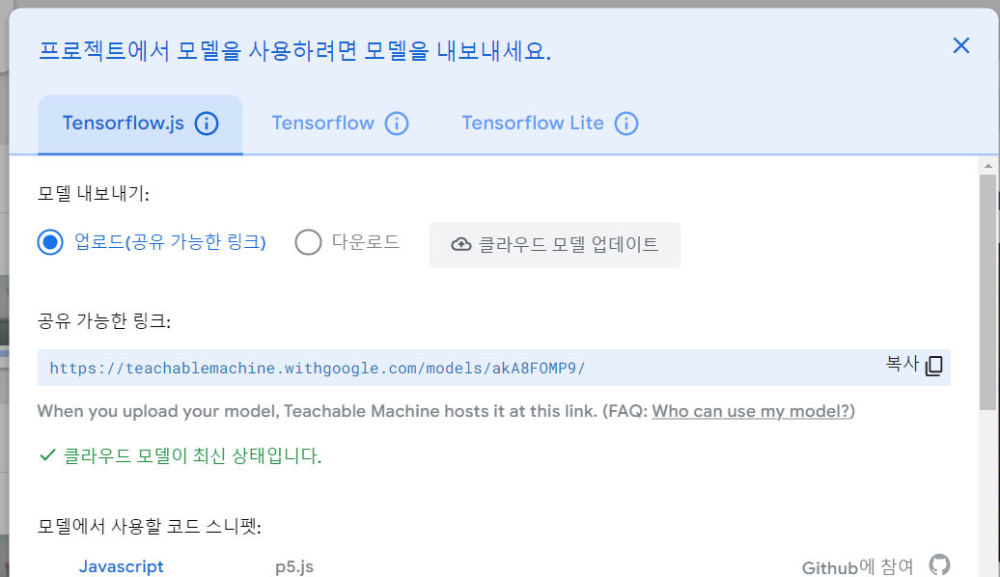 프로젝트에서 모델을 사용하려면 모델을 내보내세요.
Tensorflow.js Tensorflow Tensorflow Lite
모델 내보내기:
업로드(공유 가능한 링크) 다운로드 클라우드 모델 업데이트
공유 가능한 링크:
https://teachablemachine.withgoogle.com/models/akA8FOMP9/ 복사
When you upload your model, Teachable Machine hosts it at this link. (FAQ: Who can use my model?)
클라우드 모델이 최신 상태입니다.
모델에서 사용할 코드 스니펫:
Javascript p5.js Github에 참여